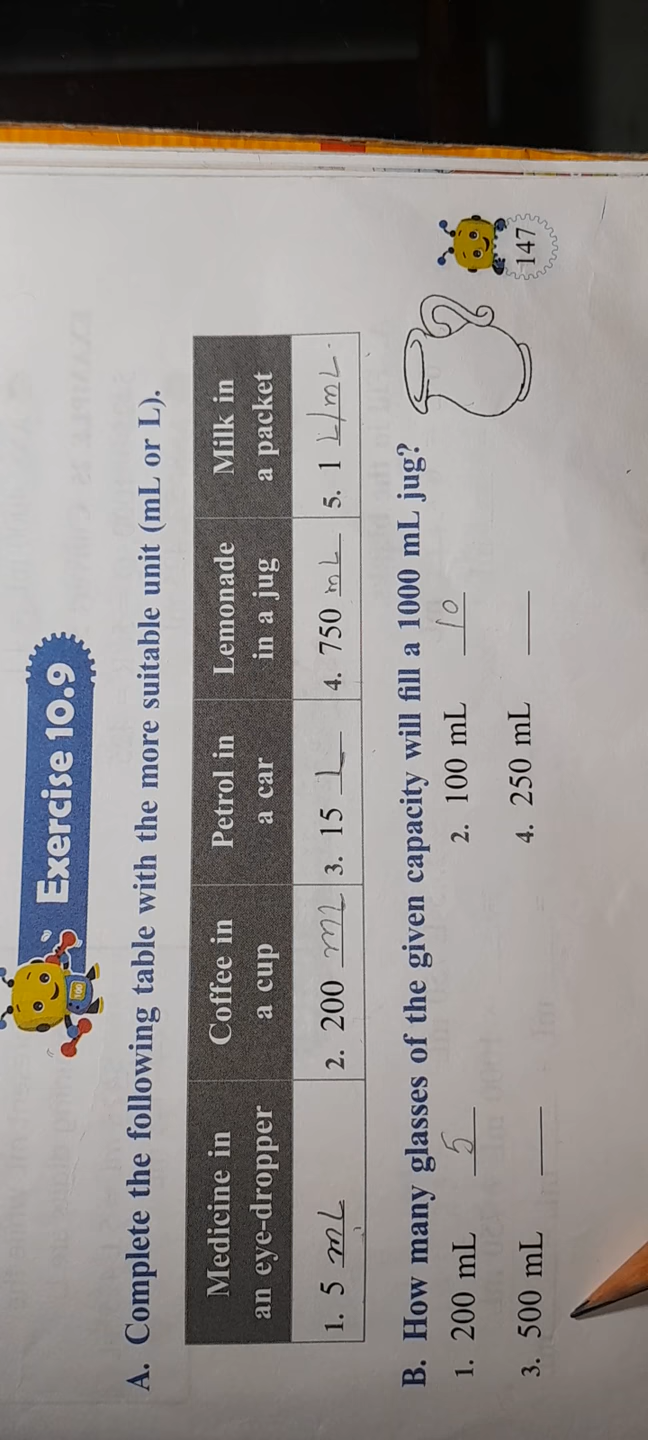 Exercise 10.9
A. Complete the following table with the more suitable unit (mL or L).
Medicine in an eye-dropper
Coffee in a cup
Petrol in a car
Lemonade in a jug
Milk in a packet
1. 5 mL
2. 200 ml
3. 15 L
4. 750 mL
5. 1 L/mL.
B. How many glasses of the given capacity will fill a 1000 mL jug?
1. 200 mL 5
2. 100 mL 10
3. 500 mL ____
4. 250 mL ____
147